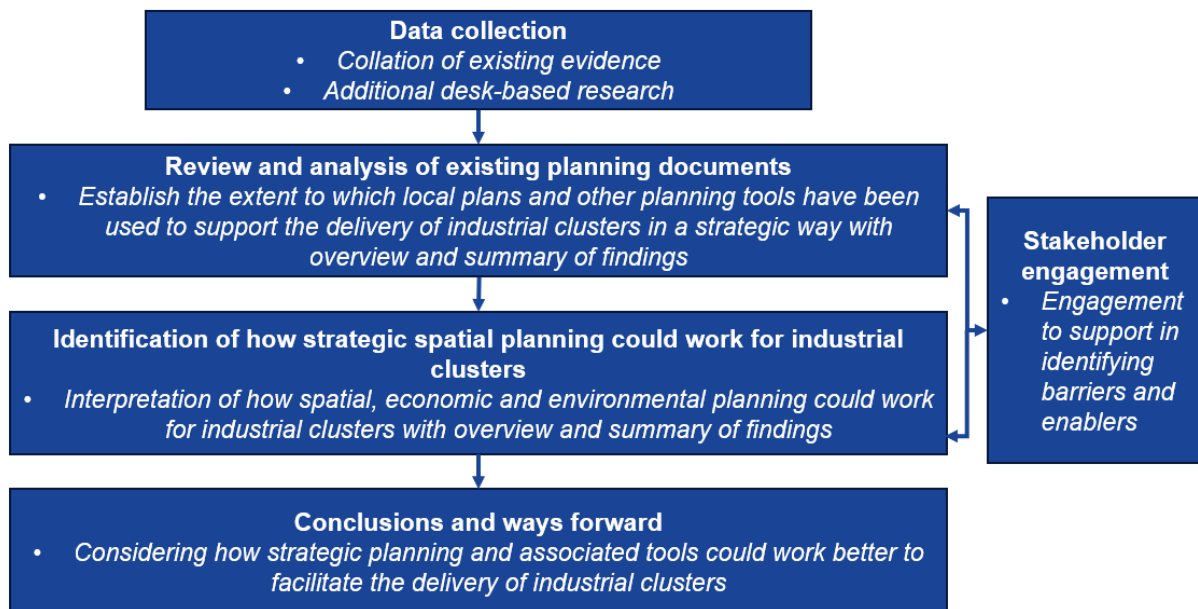 Data collection
• Collation of existing evidence
• Additional desk-based research
Review and analysis of existing planning documents
• Establish the extent to which local plans and other planning tools have been
used to support the delivery of industrial clusters in a strategic way with
overview and summary of findings
Identification of how strategic spatial planning could work for industrial
clusters
• Interpretation of how spatial, economic and environmental planning could work
for industrial clusters with overview and summary of findings
Conclusions and ways forward
• Considering how strategic planning and associated tools could work better to
facilitate the delivery of industrial clusters
Stakeholder
engagement
• Engagement
to support in
identifying
barriers and
enablers